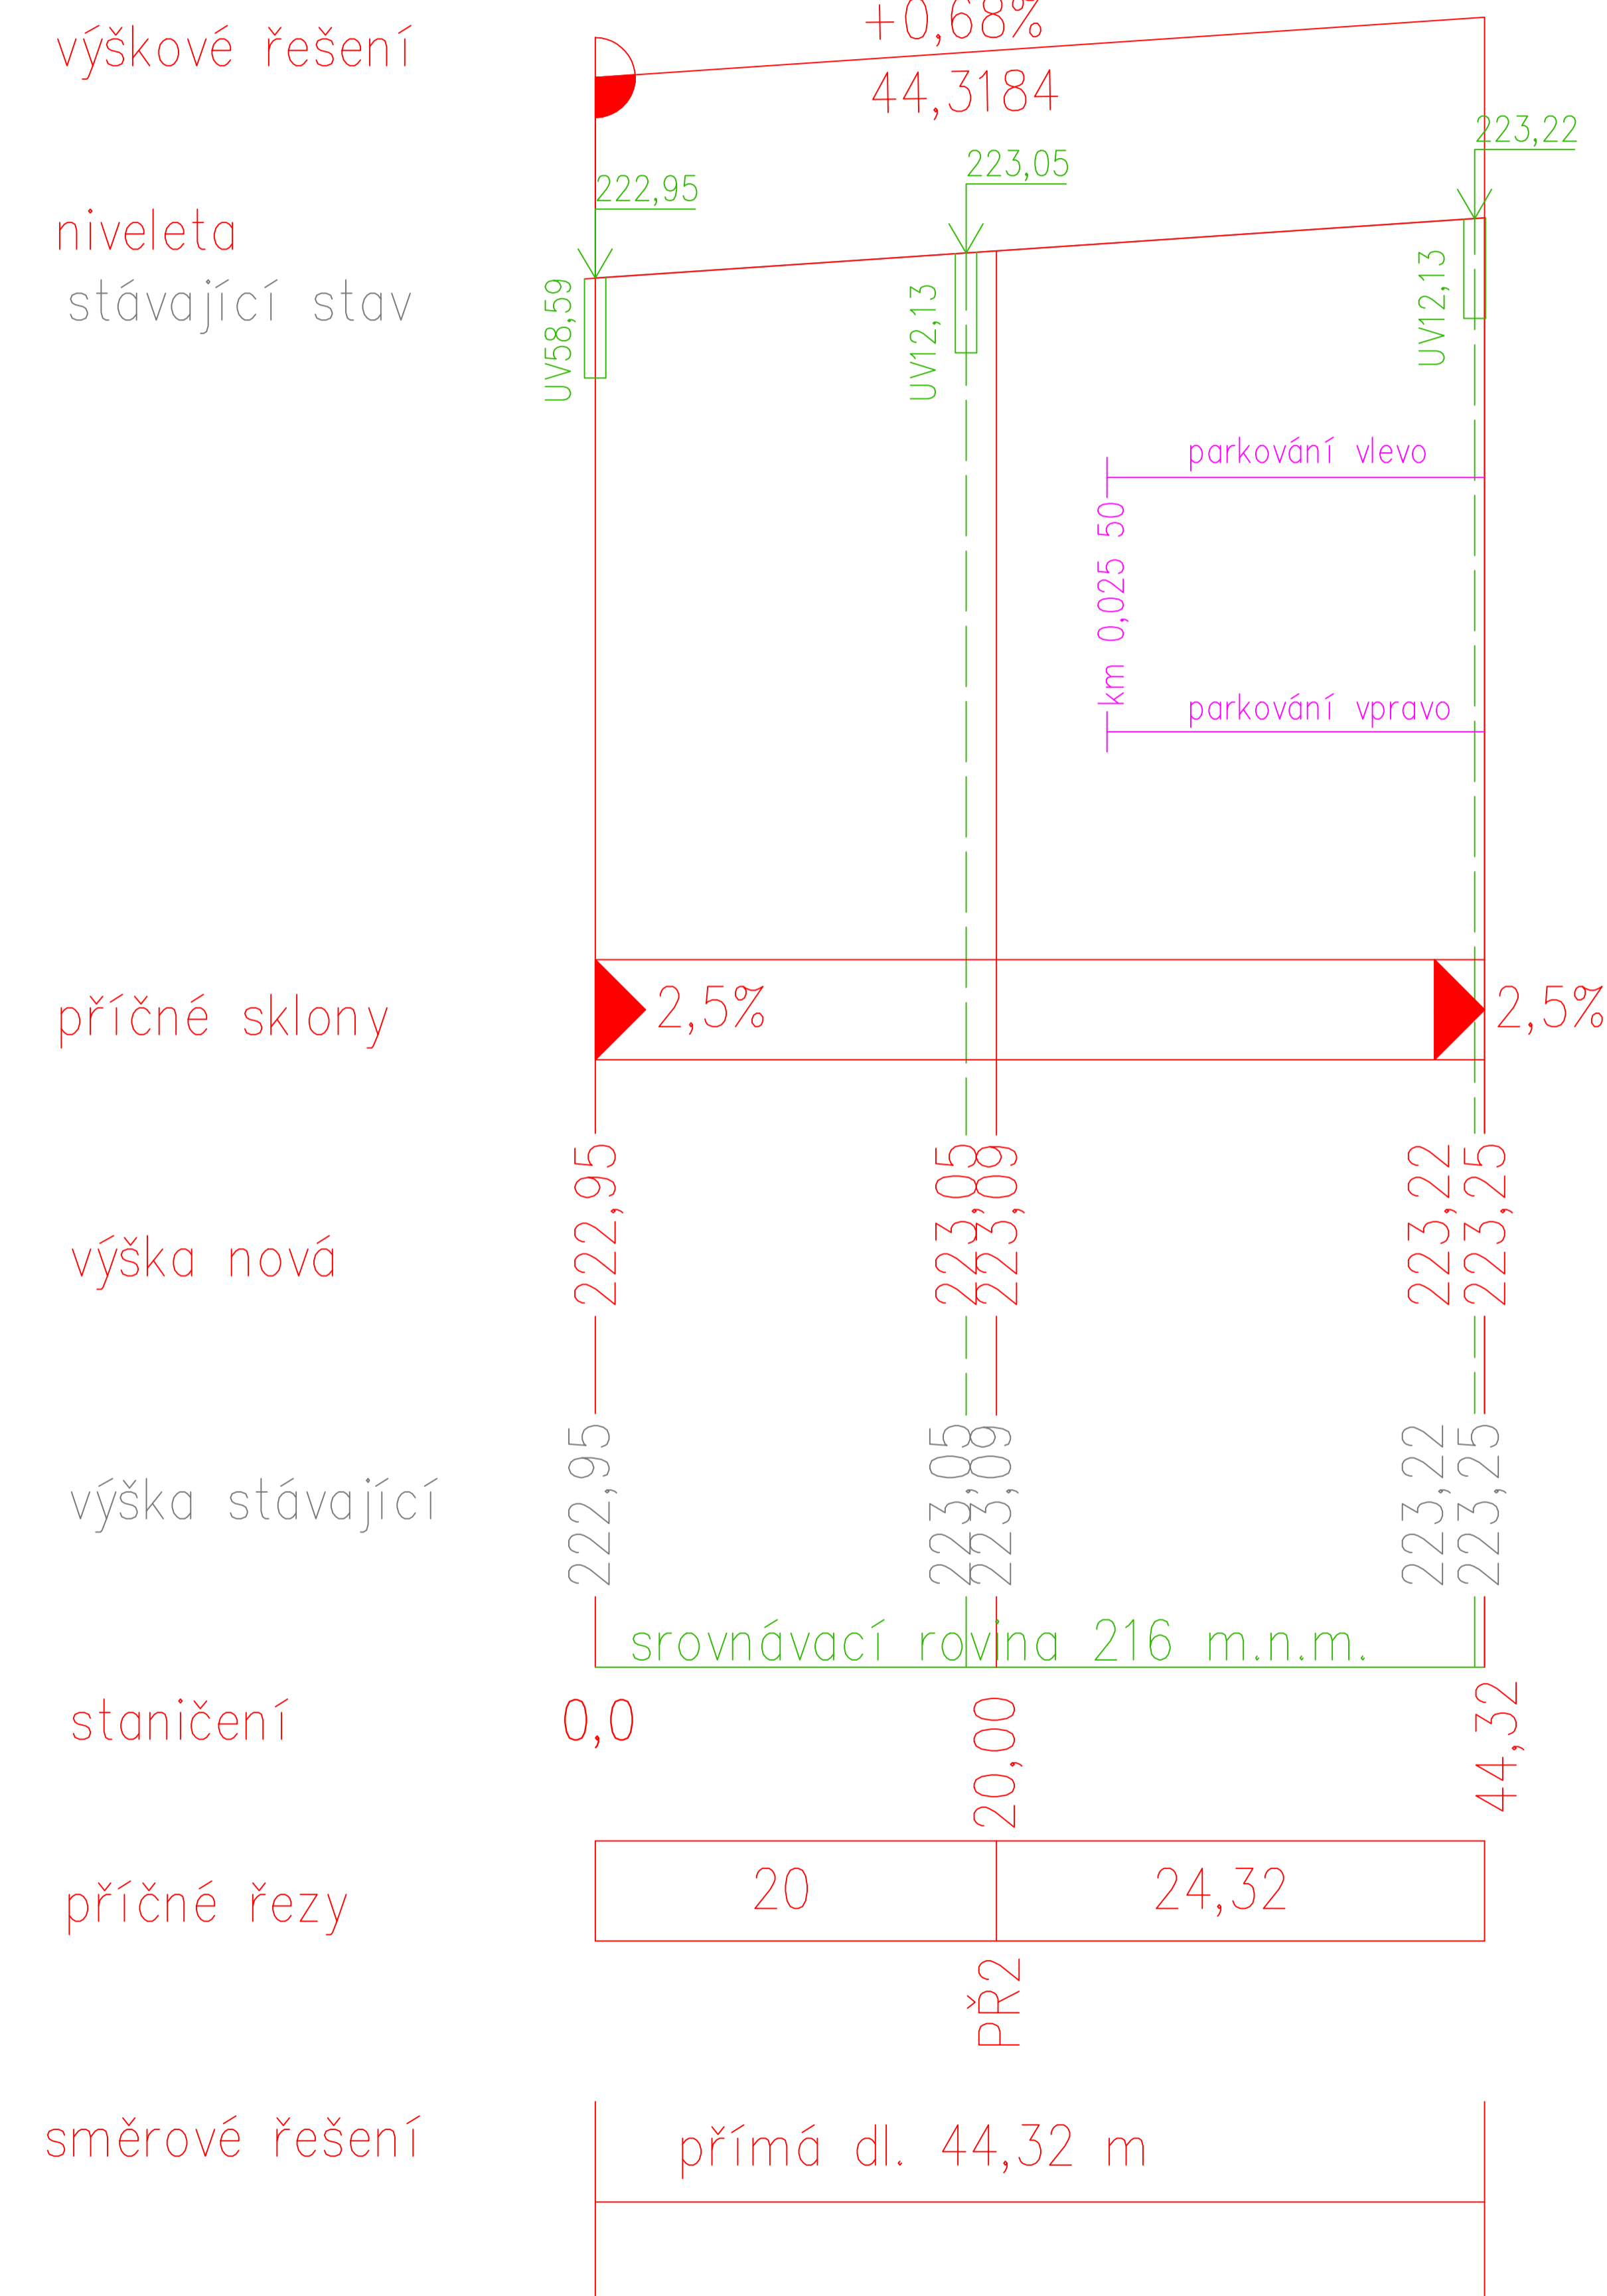 +0,68%
výškové řešení
44,3184
223,22
223,05
222,95
niveleta
stávající stav
UV58,59
UV12,13
UV12,13
parkování vlevo
km 0,025 50
parkování vpravo
příčné sklony 2,5% 2,5%
výška nová 222,95 223,05 223,09 223,22 223,25
výška stávající 222,95 223,05 223,09 223,22 223,25
srovnávací rovina 216 m.n.m.
staničení 0,0 20,00 44,32
příčné řezy 20 24,32
PŘ2
směrové řešení přímá dl. 44,32 m